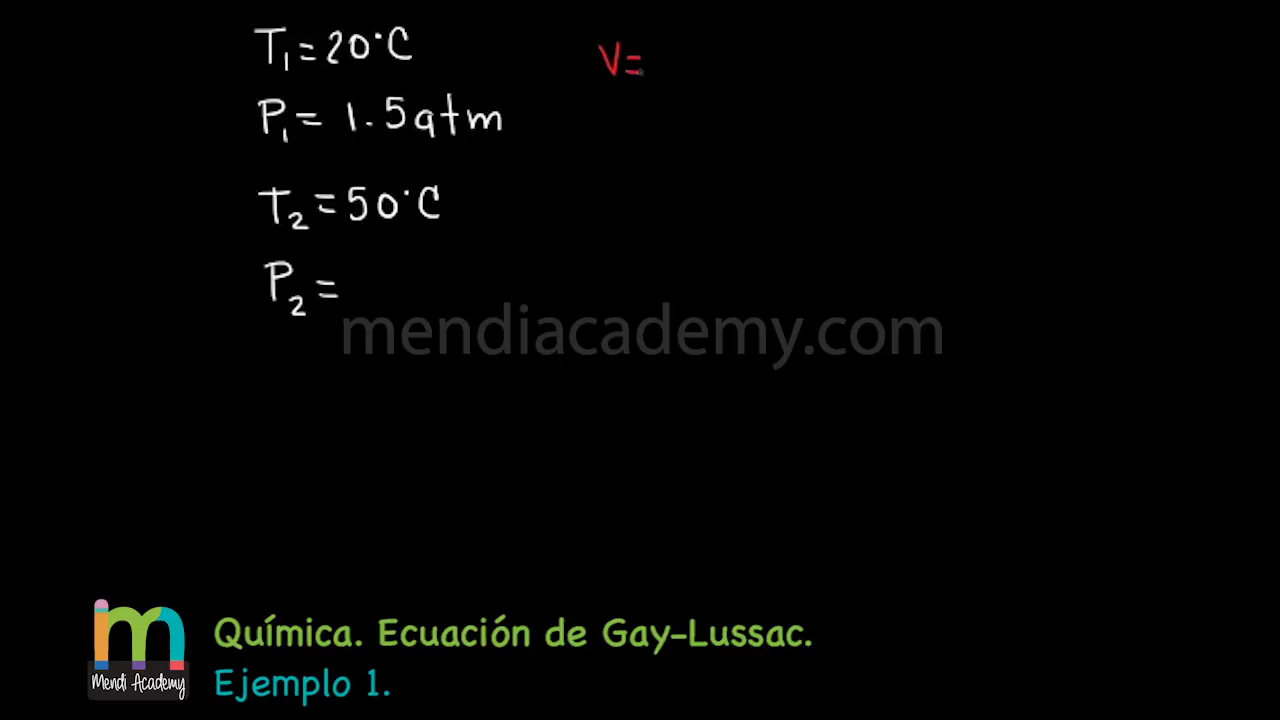 T₁=20°C
V=
P₁= 1.5atm
T₂=50°C
P₂=
mendiacademy.com
Química. Ecuación de Gay-Lussac.
Mendi Academy
Ejemplo 1.